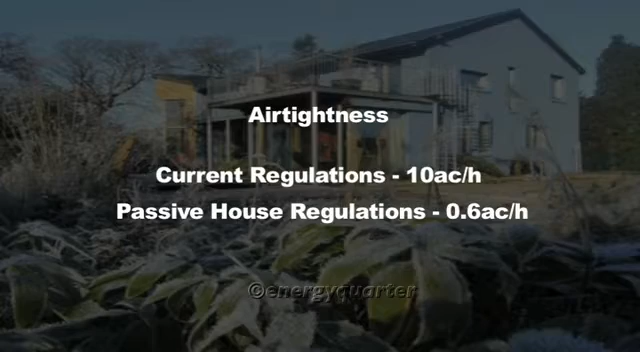 Airtightness
Current Regulations - 10ac/h
Passive House Regulations - 0.6ac/h
©energyquarter